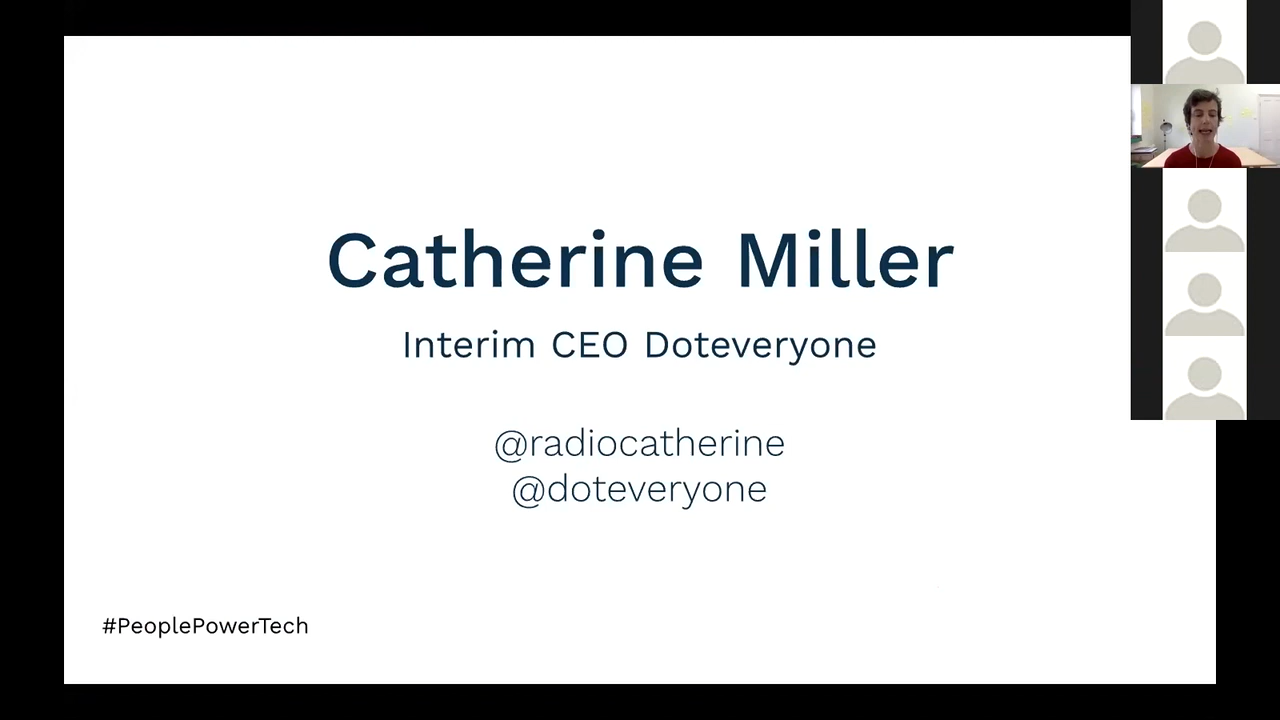 Catherine Miller
Interim CEO Doteveryone
@radiocatherine
@doteveryone
#PeoplePowerTech